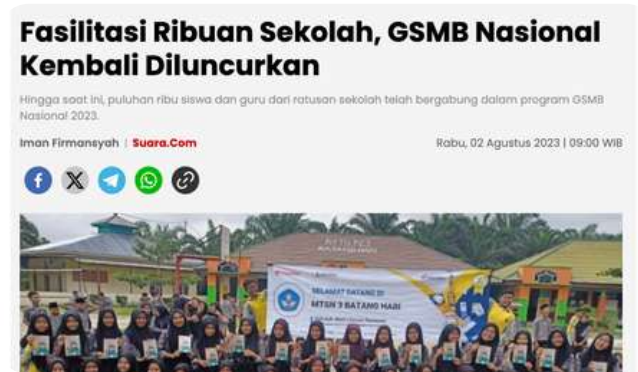 Fasilitasi Ribuan Sekolah, GSMB Nasional
Kembali Diluncurkan
Hingga saat ini, puluhan ribu siswa dan guru dari ratusan sekolah telah bergabung dalam program GSMB
Nasional 2023.
Iman Firmansyah | Suara.Com
Rabu, 02 Agustus 2023 | 09:00 WIB
SELAMAT DATANG DI
MTSN 3 BATANG HARI